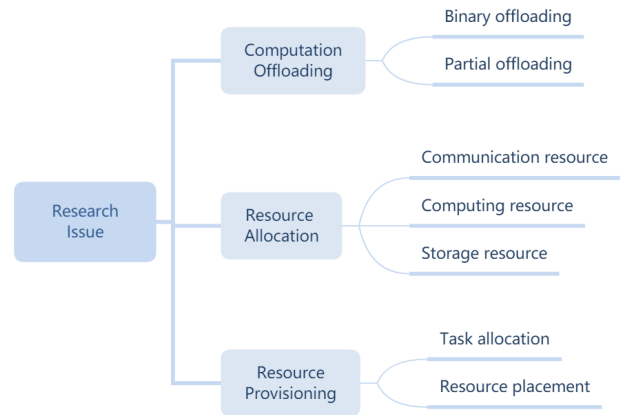 Research
Issue
Computation
Offloading
Binary offloading
Partial offloading
Resource
Allocation
Communication resource
Computing resource
Storage resource
Resource
Provisioning
Task allocation
Resource placement